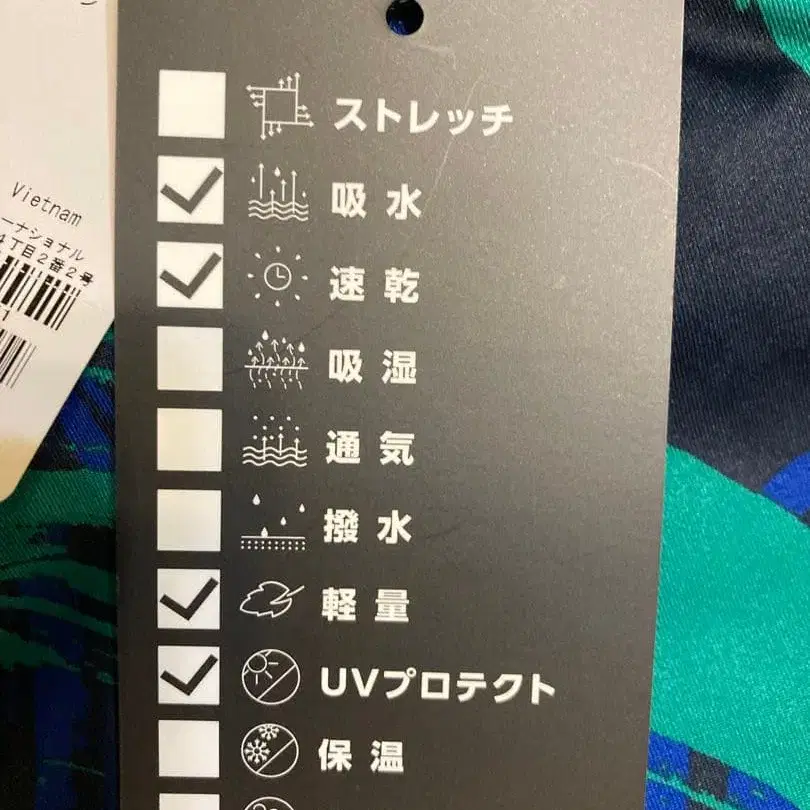 Vietnam
ーナショナル
4丁目2番2号
ストレッチ
吸水
速乾
吸湿
通気
撥水
軽量
UVプロテクト
保温